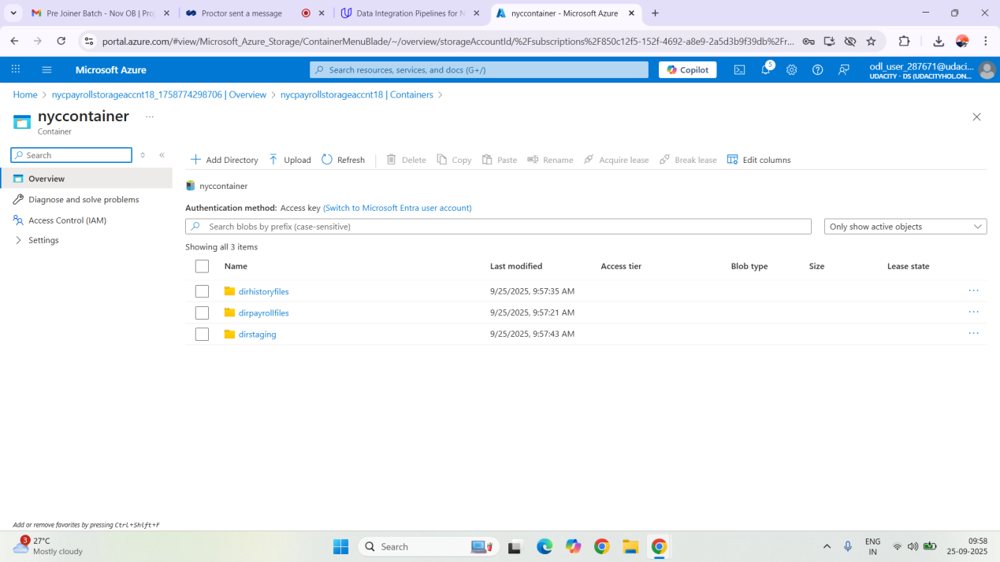 Pre Joiner Batch - Nov OB | Pro
Proctor sent a message
Data Integration Pipelines for N
nyccontainer - Microsoft Azure
portal.azure.com/#view/Microsoft_Azure_Storage/ContainerMenuBlade/~/overview/storageAccountId/%2Fsubscriptions%2F850c12f5-152f-4692-a8e9-2a5d3b9f39db%2Fr...
Microsoft Azure
Search resources, services, and docs (G+/)
Copilot
5
odl_user_287671@udaci...
UDACITY - DS (UDACITYHOL.ON...
Home > nycpayrollstorageaccnt18_1758774298706 | Overview > nycpayrollstorageaccnt18 | Containers >
nyccontainer ...
Container
Search
Overview
Diagnose and solve problems
Access Control (IAM)
Settings
Add Directory
Upload
Refresh
Delete
Copy
Paste
Rename
Acquire lease
Break lease
Edit columns
nyccontainer
Authentication method: Access key (Switch to Microsoft Entra user account)
Search blobs by prefix (case-sensitive)
Only show active objects
Showing all 3 items
Name Last modified Access tier Blob type Size Lease state
dirhistoryfiles 9/25/2025, 9:57:35 AM ...
dirpayrollfiles 9/25/2025, 9:57:21 AM ...
dirstaging 9/25/2025, 9:57:43 AM ...
Add or remove favorites by pressing Ctrl+Shift+F
3
27°C
Mostly cloudy
Search
ENG
IN
09:58
25-09-2025